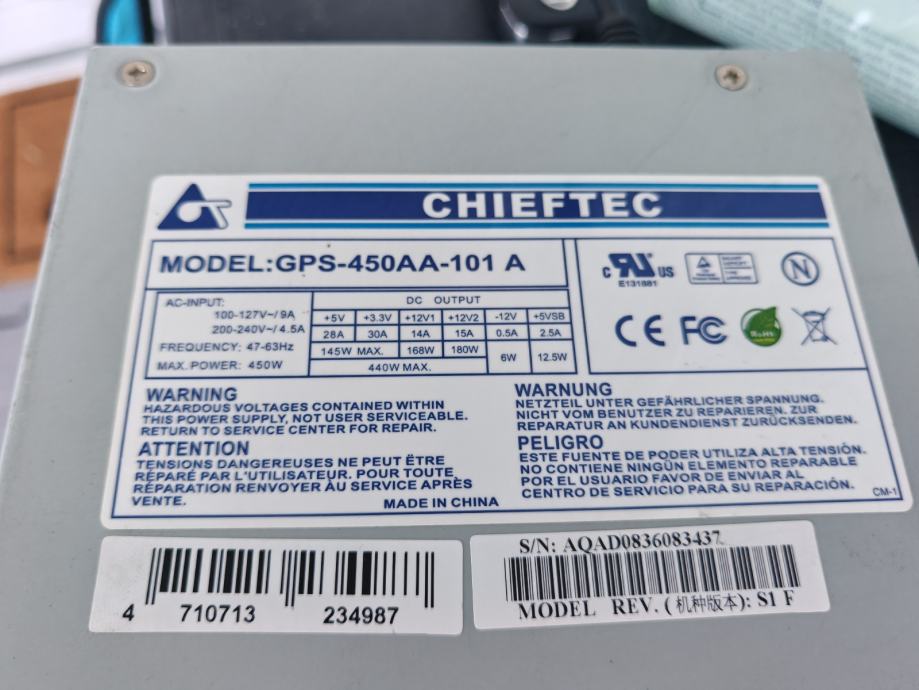 CHIEFTEC
MODEL:GPS-450AA-101 A
AC-INPUT:
100-127V~/ 9A
200-240V~/ 4.5A
FREQUENCY: 47-63Hz
MAX. POWER: 450W
DC OUTPUT
+5V +3.3V +12V1 +12V2 -12V +5VSB
28A 30A 14A 15A 0.5A 2.5A
145W MAX. 168W 180W 6W 12.5W
440W MAX.
c RU US
E131881
N
CE FC
RoHS
WARNING
HAZARDOUS VOLTAGES CONTAINED WITHIN
THIS POWER SUPPLY, NOT USER SERVICEABLE.
RETURN TO SERVICE CENTER FOR REPAIR.
ATTENTION
TENSIONS DANGEREUSES NE PEUT ËTRE
RÉPARÉ PAR L'UTILISATEUR. POUR TOUTE
RÉPARATION RENVOYER ÀU SERVICE APRÈS
VENTE.
MADE IN CHINA
WARNUNG
NETZTEIL UNTER GEFÄHRLICHER SPANNUNG.
NICHT VOM BENUTZER ZU REPARIEREN. ZUR
REPARATUR AN KUNDENDIENST ZURÜCKSENDEN.
PELIGRO
ESTE FUENTE DE PODER UTILIZA ALTA TENSIÓN.
NO CONTIENE NINGÚN ELEMENTO REPARABLE
POR EL USUARIO FAVOR DE ENVIAR AL
CENTRO DE SERVICIO PARA SU REPARACIÓN.
CM-1
4 710713 234987
S/N: AQAD0836083437
MODEL REV. (机种版本): S1 F